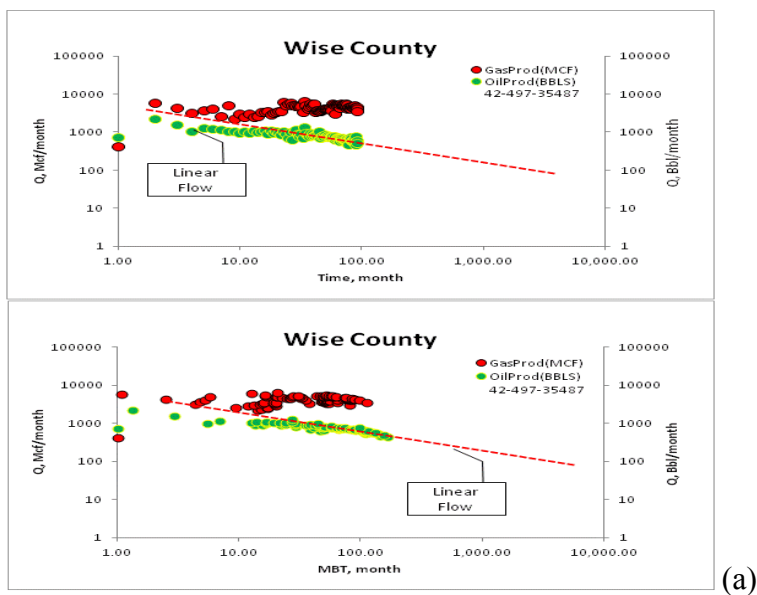 Wise County
GasProd(MCF)
OilProd(BBLS)
42-497-35487
Q, Mcf/month
Q, Bbl/month
100000
10000
1000
100
10
1
100000
10000
1000
100
10
1
Linear
Flow
1.00
10.00
100.00
1,000.00
10,000.00
Time, month
Wise County
GasProd(MCF)
OilProd(BBLS)
42-497-35487
Q, Mcf/month
Q, Bbl/month
100000
10000
1000
100
10
1
100000
10000
1000
100
10
1
Linear
Flow
1.00
10.00
100.00
1,000.00
10,000.00
MBT, month
(a)